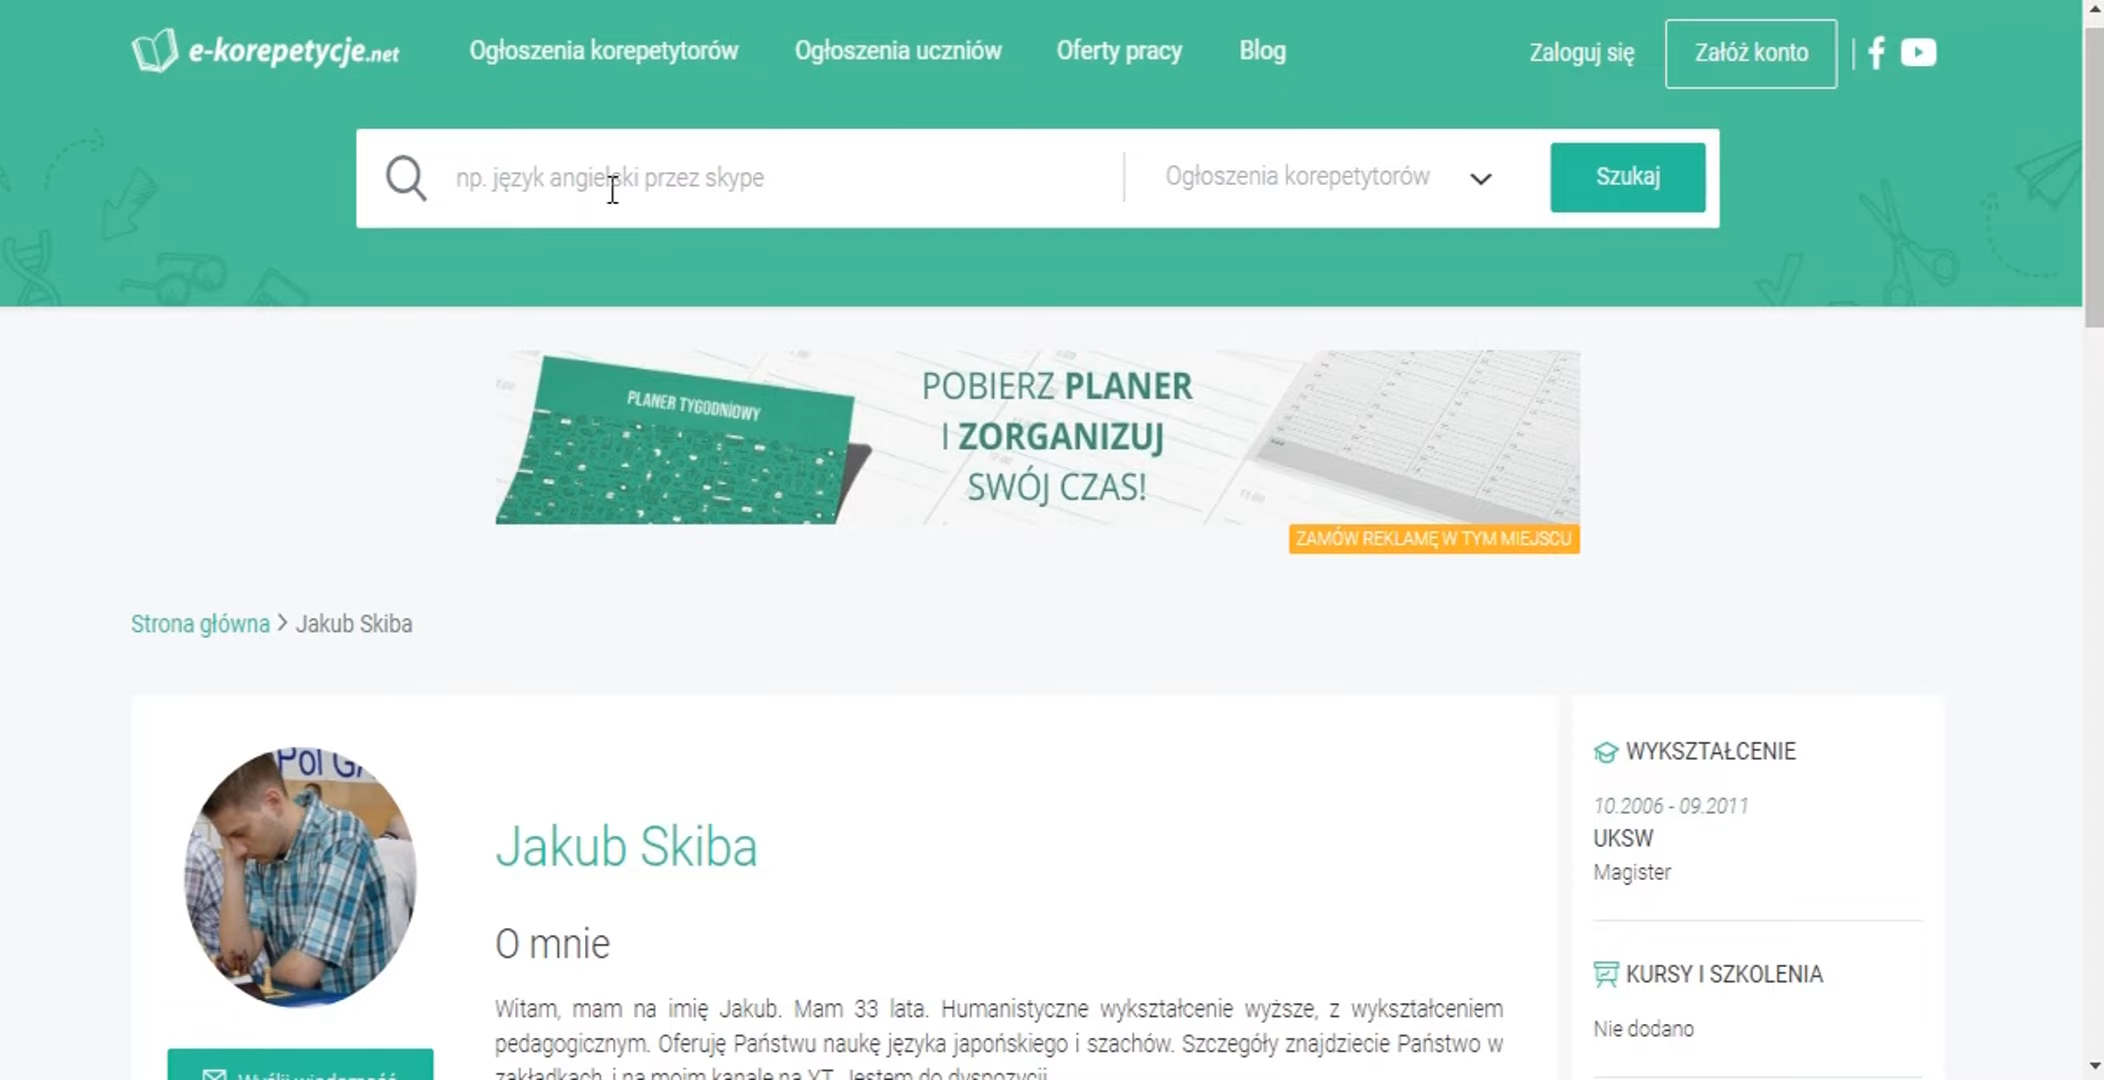 e-korepetycje.net
Ogłoszenia korepetytorów
Ogłoszenia uczniów
Oferty pracy
Blog
Zaloguj się
Załóż konto
np. język angielski przez skype
Ogłoszenia korepetytorów
Szukaj
PLANER TYGODNIOWY
POBIERZ PLANER
I ZORGANIZUJ
SWÓJ CZAS!
ZAMÓW REKLAMĘ W TYM MIEJSCU
Strona główna > Jakub Skiba
Jakub Skiba
O mnie
Witam, mam na imię Jakub. Mam 33 lata. Humanistyczne wykształcenie wyższe, z wykształceniem
pedagogicznym. Oferuję Państwu naukę języka japońskiego i szachów. Szczegóły znajdziecie Państwo w
zakładkach, i na moim kanale na YT. Jestem do dyspozycji
Wyślij wiadomość
WYKSZTAŁCENIE
10.2006 - 09.2011
UKSW
Magister
KURSY I SZKOLENIA
Nie dodano